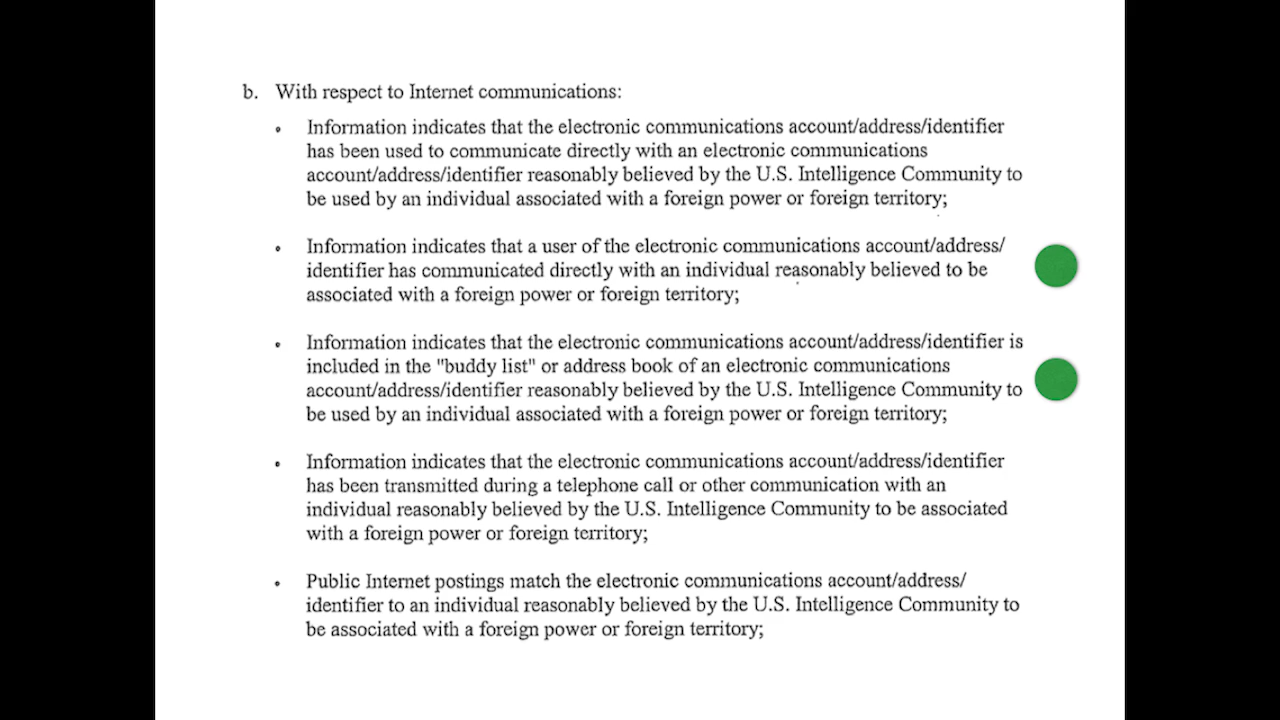 b. With respect to Internet communications:
• Information indicates that the electronic communications account/address/identifier
has been used to communicate directly with an electronic communications
account/address/identifier reasonably believed by the U.S. Intelligence Community to
be used by an individual associated with a foreign power or foreign territory;
• Information indicates that a user of the electronic communications account/address/
identifier has communicated directly with an individual reasonably believed to be
associated with a foreign power or foreign territory;
• Information indicates that the electronic communications account/address/identifier is
included in the "buddy list" or address book of an electronic communications
account/address/identifier reasonably believed by the U.S. Intelligence Community to
be used by an individual associated with a foreign power or foreign territory;
• Information indicates that the electronic communications account/address/identifier
has been transmitted during a telephone call or other communication with an
individual reasonably believed by the U.S. Intelligence Community to be associated
with a foreign power or foreign territory;
• Public Internet postings match the electronic communications account/address/
identifier to an individual reasonably believed by the U.S. Intelligence Community to
be associated with a foreign power or foreign territory;